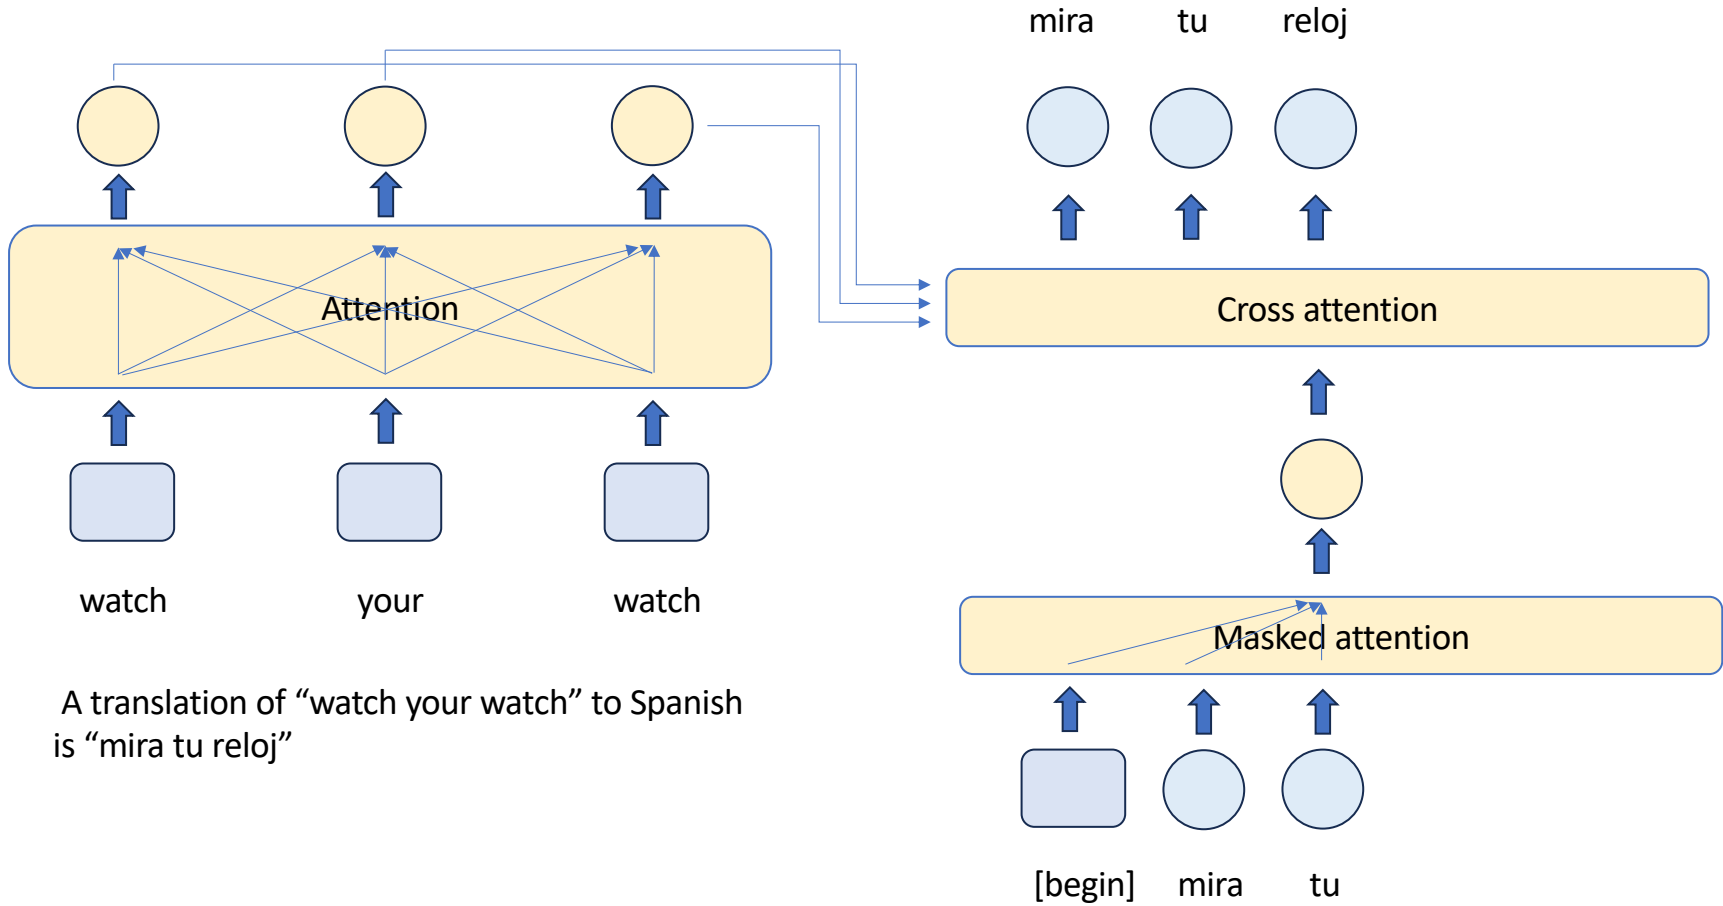 mira tu reloj
Attention
Cross attention
watch your watch
Masked attention
A translation of “watch your watch” to Spanish
is “mira tu reloj”
[begin] mira tu